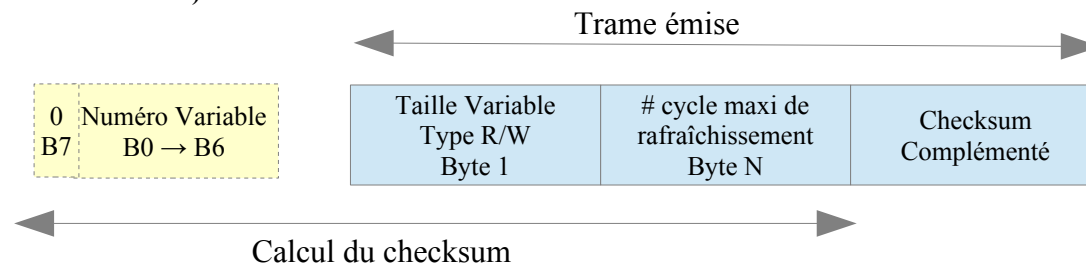 )
Trame émise
0 Numéro Variable
B7 B0 → B6
Taille Variable
Type R/W
Byte 1
# cycle maxi de
rafraîchissement
Byte N
Checksum
Complémenté
Calcul du checksum